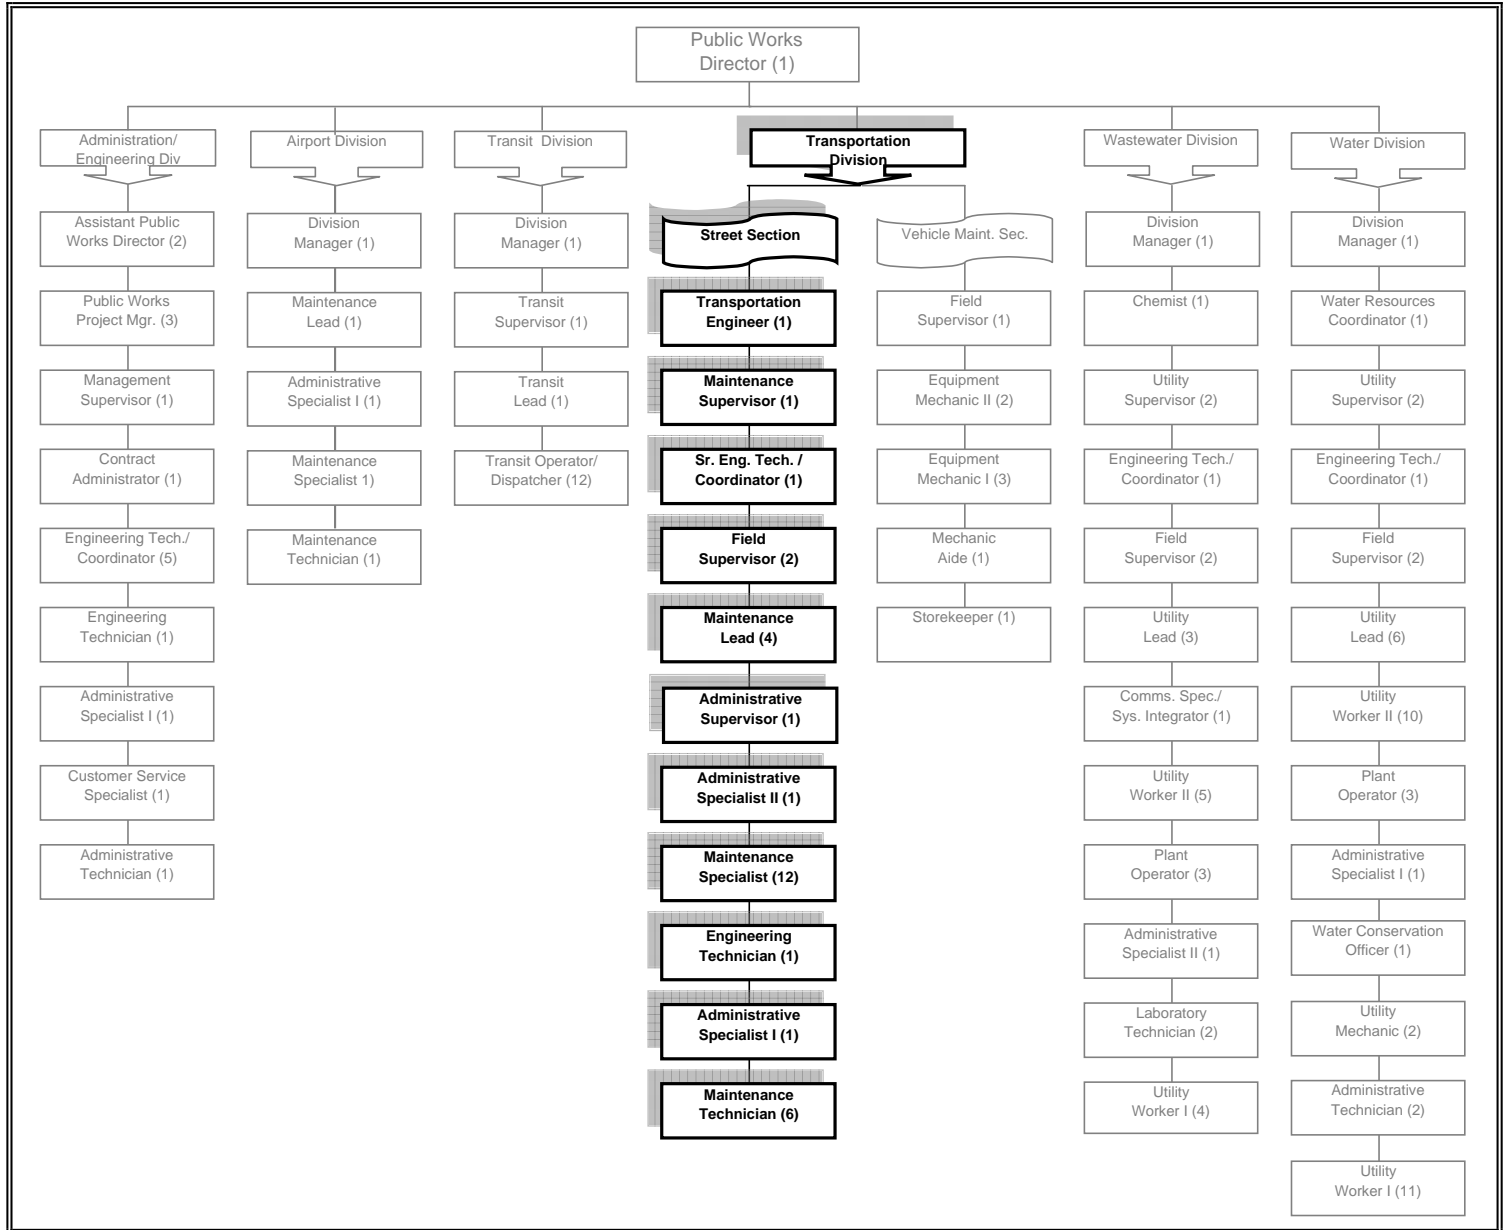 Public Works
Director (1)
Administration/
Engineering Div
Airport Division
Transit  Division
Transportation
Division
Wastewater Division
Water Division
Assistant Public
Works Director (2)
Public Works
Project Mgr. (3)
Management
Supervisor (1)
Contract
Administrator (1)
Engineering Tech./
Coordinator (5)
Engineering
Technician (1)
Administrative
Specialist I (1)
Customer Service
Specialist (1)
Administrative
Technician (1)
Division
Manager (1)
Maintenance
Lead (1)
Administrative
Specialist I (1)
Maintenance
Specialist 1)
Maintenance
Technician (1)
Division
Manager (1)
Transit
Supervisor (1)
Transit
Lead (1)
Transit Operator/
Dispatcher (12)
Street Section
Transportation
Engineer (1)
Maintenance
Supervisor (1)
Sr. Eng. Tech. /
Coordinator (1)
Field
Supervisor (2)
Maintenance
Lead (4)
Administrative
Supervisor (1)
Administrative
Specialist II (1)
Maintenance
Specialist (12)
Engineering
Technician (1)
Administrative
Specialist I (1)
Maintenance
Technician (6)
Vehicle Maint. Sec.
Field
Supervisor (1)
Equipment
Mechanic II (2)
Equipment
Mechanic I (3)
Mechanic
Aide (1)
Storekeeper (1)
Division
Manager (1)
Chemist (1)
Utility
Supervisor (2)
Engineering Tech./
Coordinator (1)
Field
Supervisor (2)
Utility
Lead (3)
Comms. Spec./
Sys. Integrator (1)
Utility
Worker II (5)
Plant
Operator (3)
Administrative
Specialist II (1)
Laboratory
Technician (2)
Utility
Worker I (4)
Division
Manager (1)
Water Resources
Coordinator (1)
Utility
Supervisor (2)
Engineering Tech./
Coordinator (1)
Field
Supervisor (2)
Utility
Lead (6)
Utility
Worker II (10)
Plant
Operator (3)
Administrative
Specialist I (1)
Water Conservation
Officer (1)
Utility
Mechanic (2)
Administrative
Technician (2)
Utility
Worker I (11)